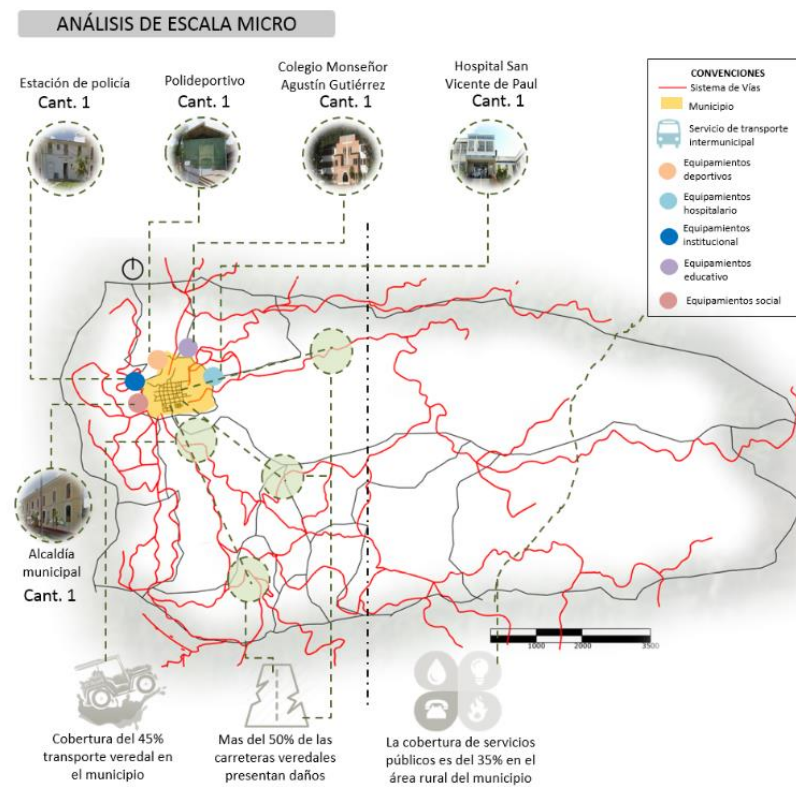 ANÁLISIS DE ESCALA MICRO
Estación de policía
Cant. 1
Polideportivo
Cant. 1
Colegio Monseñor
Agustín Gutiérrez
Cant. 1
Hospital San
Vicente de Paul
Cant. 1
CONVENCIONES
Sistema de Vías
Municipio
Servicio de transporte
intermunicipal
Equipamientos
deportivos
Equipamientos
hospitalario
Equipamientos
institucional
Equipamientos
educativo
Equipamientos social
Alcaldía
municipal
Cant. 1
1000
2000
3500
Cobertura del 45%
transporte veredal en
el municipio
Mas del 50% de las
carreteras veredales
presentan daños
La cobertura de servicios
públicos es del 35% en el
área rural del municipio